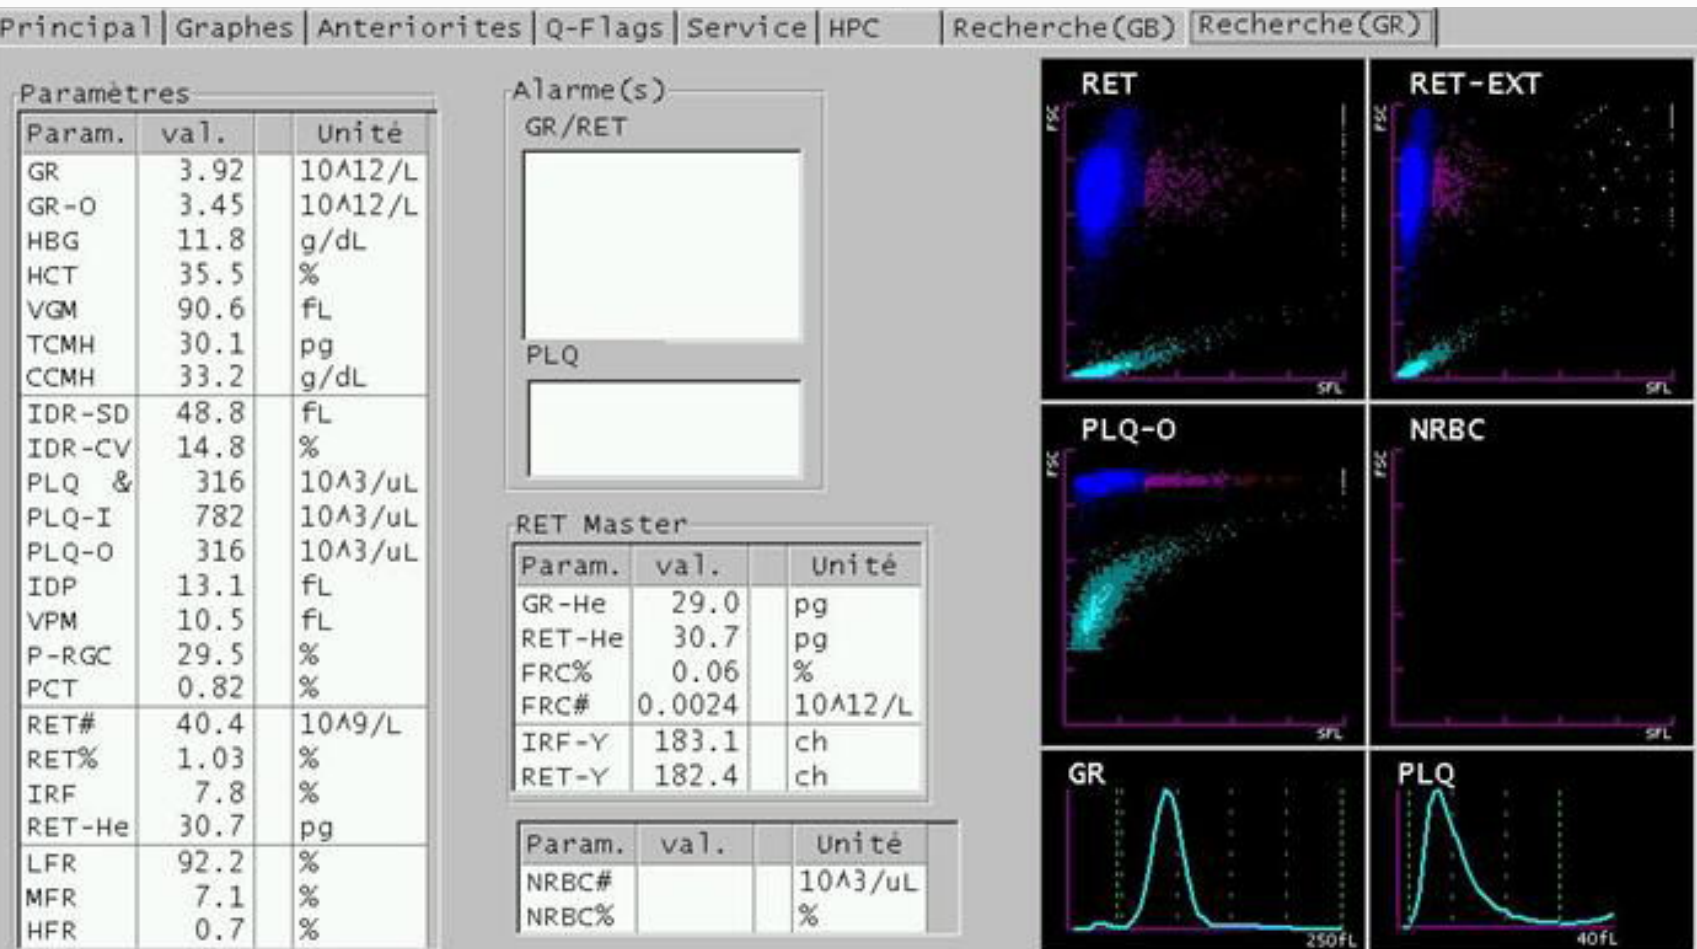 Principal Graphes Anteriorites Q-Flags Service HPC Recherche(GB) Recherche(GR)
Paramètres
Param. val. Unité
GR 3.92 10^12/L
GR-O 3.45 10^12/L
HBG 11.8 g/dL
HCT 35.5 %
VGM 90.6 fL
TCMH 30.1 pg
CCMH 33.2 g/dL
IDR-SD 48.8 fL
IDR-CV 14.8 %
PLQ & 316 10^3/uL
PLQ-I 782 10^3/uL
PLQ-O 316 10^3/uL
IDP 13.1 fL
VPM 10.5 fL
P-RGC 29.5 %
PCT 0.82 %
RET# 40.4 10^9/L
RET% 1.03 %
IRF 7.8 %
RET-He 30.7 pg
LFR 92.2 %
MFR 7.1 %
HFR 0.7 %
Alarme(s)
GR/RET
PLQ
RET Master
Param. val. Unité
GR-He 29.0 pg
RET-He 30.7 pg
FRC% 0.06 %
FRC# 0.0024 10^12/L
IRF-Y 183.1 ch
RET-Y 182.4 ch
Param. val. Unité
NRBC# 10^3/uL
NRBC% %
RET
FSC
SFL
RET-EXT
FSC
SFL
PLQ-O
FSC
SFL
NRBC
FSC
SFL
GR
250fL
PLQ
40fL